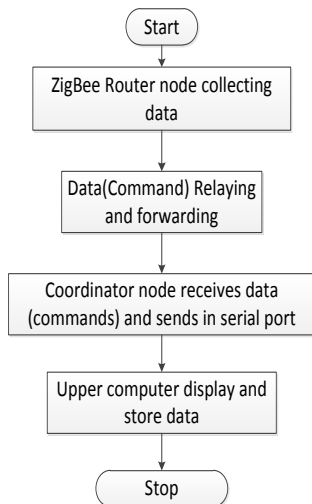 Start
ZigBee Router node collecting
data
Data(Command) Relaying
and forwarding
Coordinator node receives data
(commands) and sends in serial port
Upper computer display and
store data
Stop